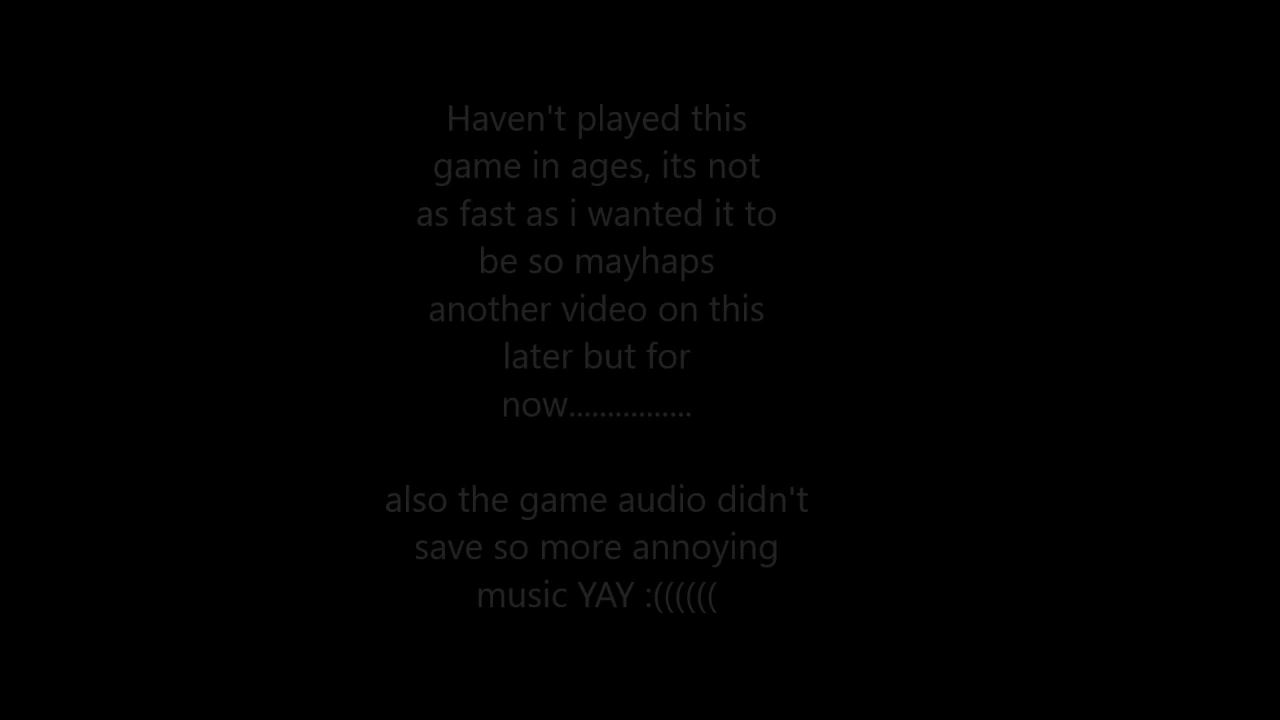 Haven't played this
game in ages, its not
as fast as i wanted it to
be so mayhaps
another video on this
later but for
now................
also the game audio didn't
save so more annoying
music YAY :((((((